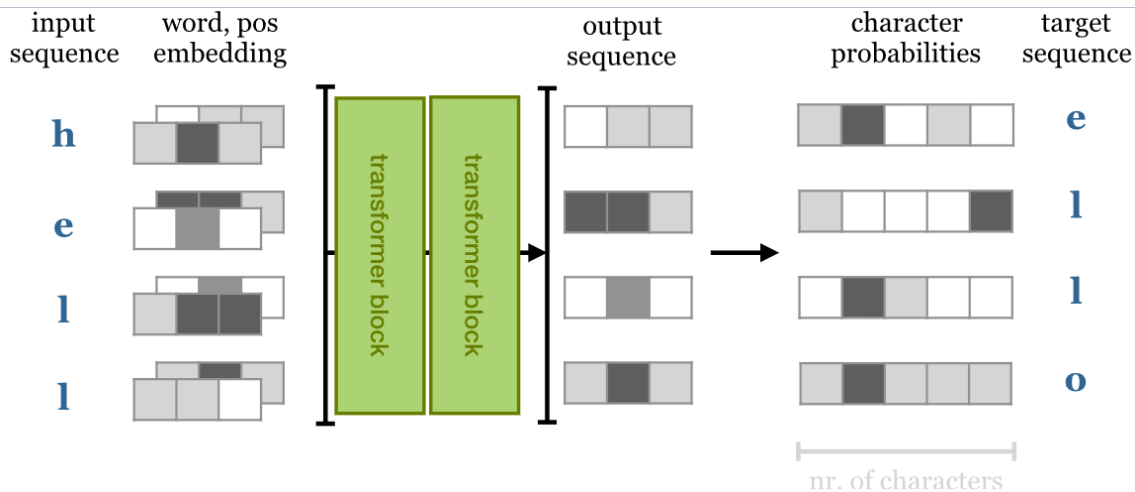 input
sequence
word, pos
embedding
output
sequence
character
probabilities
target
sequence
h
e
l
l
transformer block
transformer block
e
l
l
o
nr. of characters